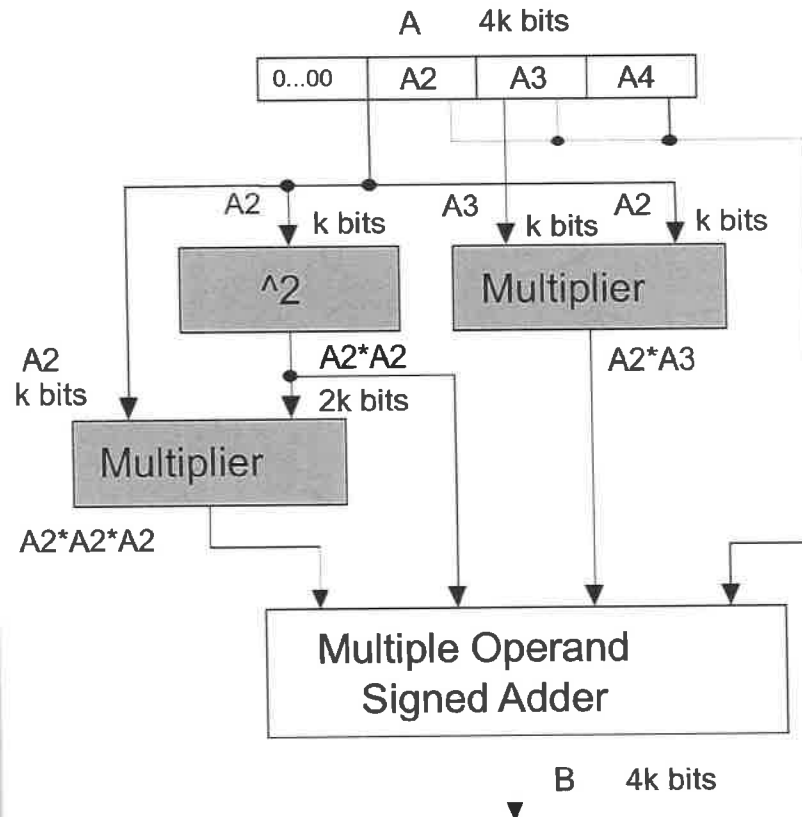 A 4k bits
0...00 A2 A3 A4
A2 k bits A3 k bits A2 k bits
^2 Multiplier
A2*A2 A2*A3
A2
k bits 2k bits
Multiplier
A2*A2*A2
Multiple Operand
Signed Adder
B 4k bits